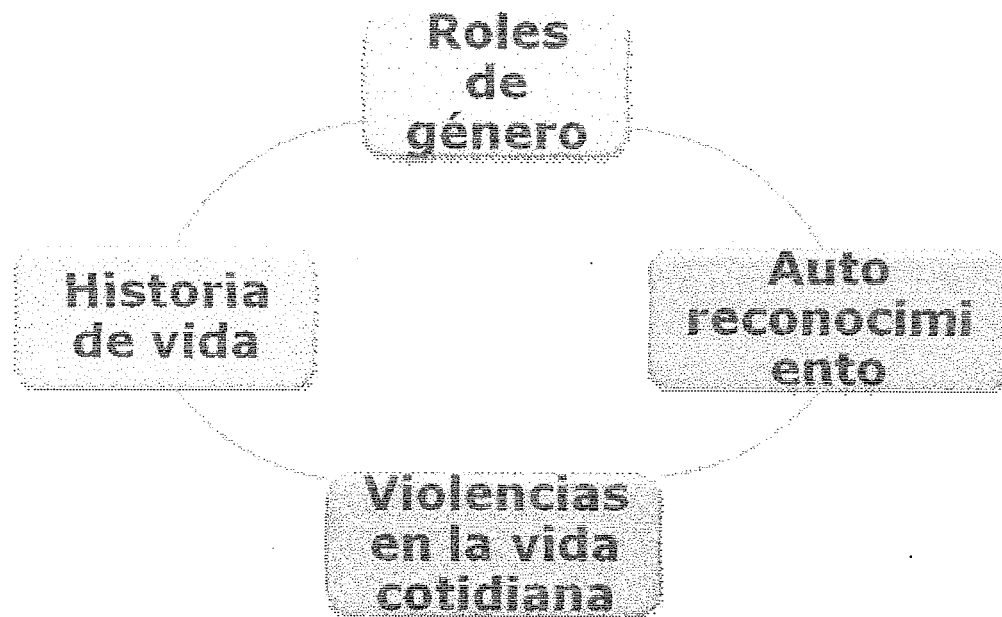 Roles
de
género
Historia
de vida
Auto
reconocimi
ento
Violencias
en la vida
cotidiana